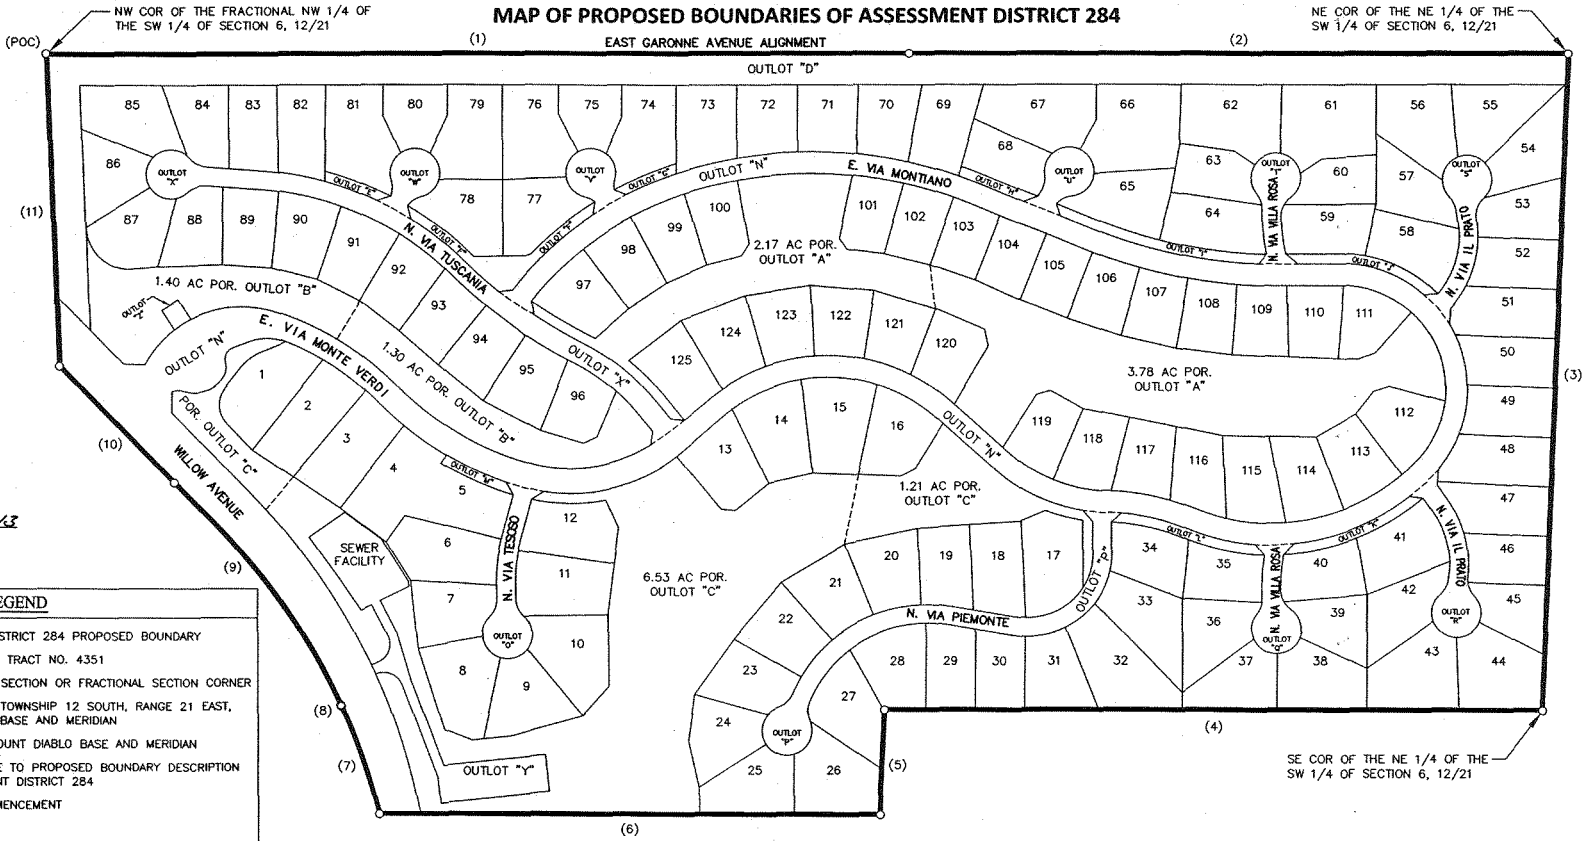 NW COR OF THE FRACTIONAL NW 1/4 OF
THE SW 1/4 OF SECTION 6, 12/21
MAP OF PROPOSED BOUNDARIES OF ASSESSMENT DISTRICT 284
NE COR OF THE NE 1/4 OF THE
SW 1/4 OF SECTION 6, 12/21
(POC)
(1)
EAST GARONNE AVENUE ALIGNMENT
(2)
OUTLOT "D"
85
84
83
82
81
80
79
76
75
74
73
72
71
70
69
67
66
62
61
56
55
86
OUTLOT
OUTLOT "W"
OUTLOT "V"
68
OUTLOT "U"
65
63
OUTLOT
60
57
OUTLOT "S"
54
87
88
89
90
91
78
77
OUTLOT "N"
E. VIA MONTIANO
64
N. VIA VILLA ROSA
59
58
N. VIA IL PRATO
53
52
(11)
N. VIA TUSCANIA
92
93
94
95
96
97
98
99
100
101
102
103
104
105
106
107
108
109
110
111
OUTLOT "J"
51
2.17 AC POR.
OUTLOT "A"
1.40 AC POR. OUTLOT "B"
OUTLOT "Z"
OUTLOT "N"
E. VIA MONTE VERDI
1.30 AC POR. OUTLOT "B"
OUTLOT "X"
125
124
123
122
121
120
3.78 AC POR.
OUTLOT "A"
50
49
(3)
1
2
3
4
5
POR. OUTLOT "C"
WILLOW AVENUE
(10)
OUTLOT "M"
13
14
15
16
OUTLOT "N"
119
118
117
116
115
114
113
112
48
47
1.21 AC POR.
OUTLOT "C"
12
11
10
N. VIA TESOSO
6
7
8
9
SEWER
FACILITY
OUTLOT "O"
(9)
6.53 AC POR.
OUTLOT "C"
20
19
18
17
21
22
23
24
25
26
27
28
29
30
31
32
33
34
OUTLOT "L"
35
36
37
38
39
40
OUTLOT "K"
41
42
43
44
45
46
N. VIA PIEMONTE
OUTLOT "P"
OUTLOT "P"
N. VIA VILLA ROSA
OUTLOT "Q"
N. VIA IL PRATO
OUTLOT "R"
EGEND
STRICT 284 PROPOSED BOUNDARY
TRACT NO. 4351
SECTION OR FRACTIONAL SECTION CORNER
TOWNSHIP 12 SOUTH, RANGE 21 EAST,
BASE AND MERIDIAN
OUNT DIABLO BASE AND MERIDIAN
E TO PROPOSED BOUNDARY DESCRIPTION
NT DISTRICT 284
MENCEMENT
(8)
(7)
OUTLOT "Y"
(6)
(5)
(4)
SE COR OF THE NE 1/4 OF THE
SW 1/4 OF SECTION 6, 12/21